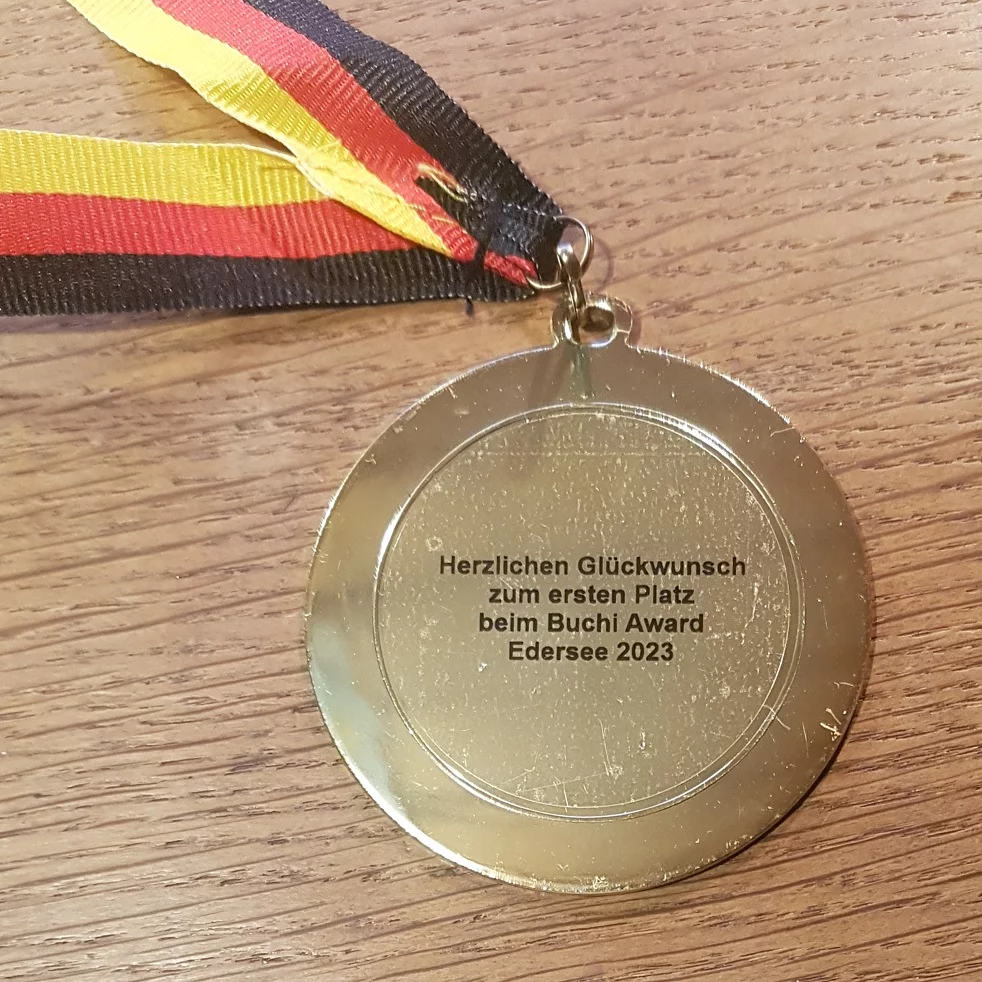 Herzlichen Glückwunsch
zum ersten Platz
beim Buchi Award
Edersee 2023